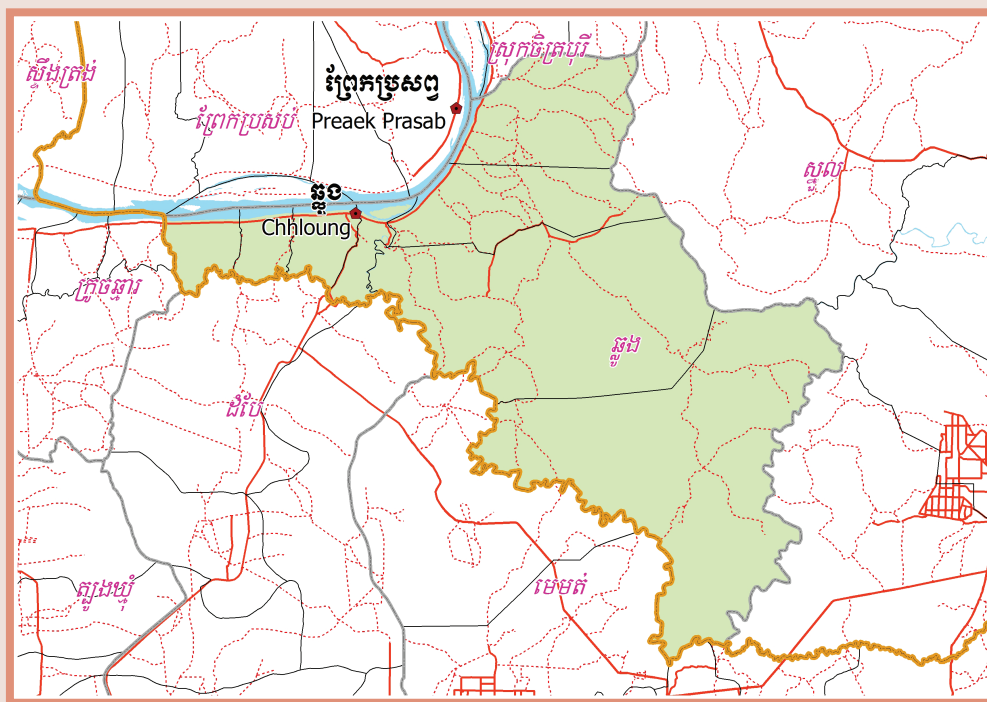 ស្រុកចិត្របុរី
ស្ទឹងត្រង់
ព្រែកប្រសព្វ
ព្រែកប្រសប់
Preaek Prasab
ស្នួល
ឆ្លូង
Chhloung
ក្រូចឆ្មារ
ឆ្លូង
ដំបែ
ត្បូងឃ្មុំ
មេមត់